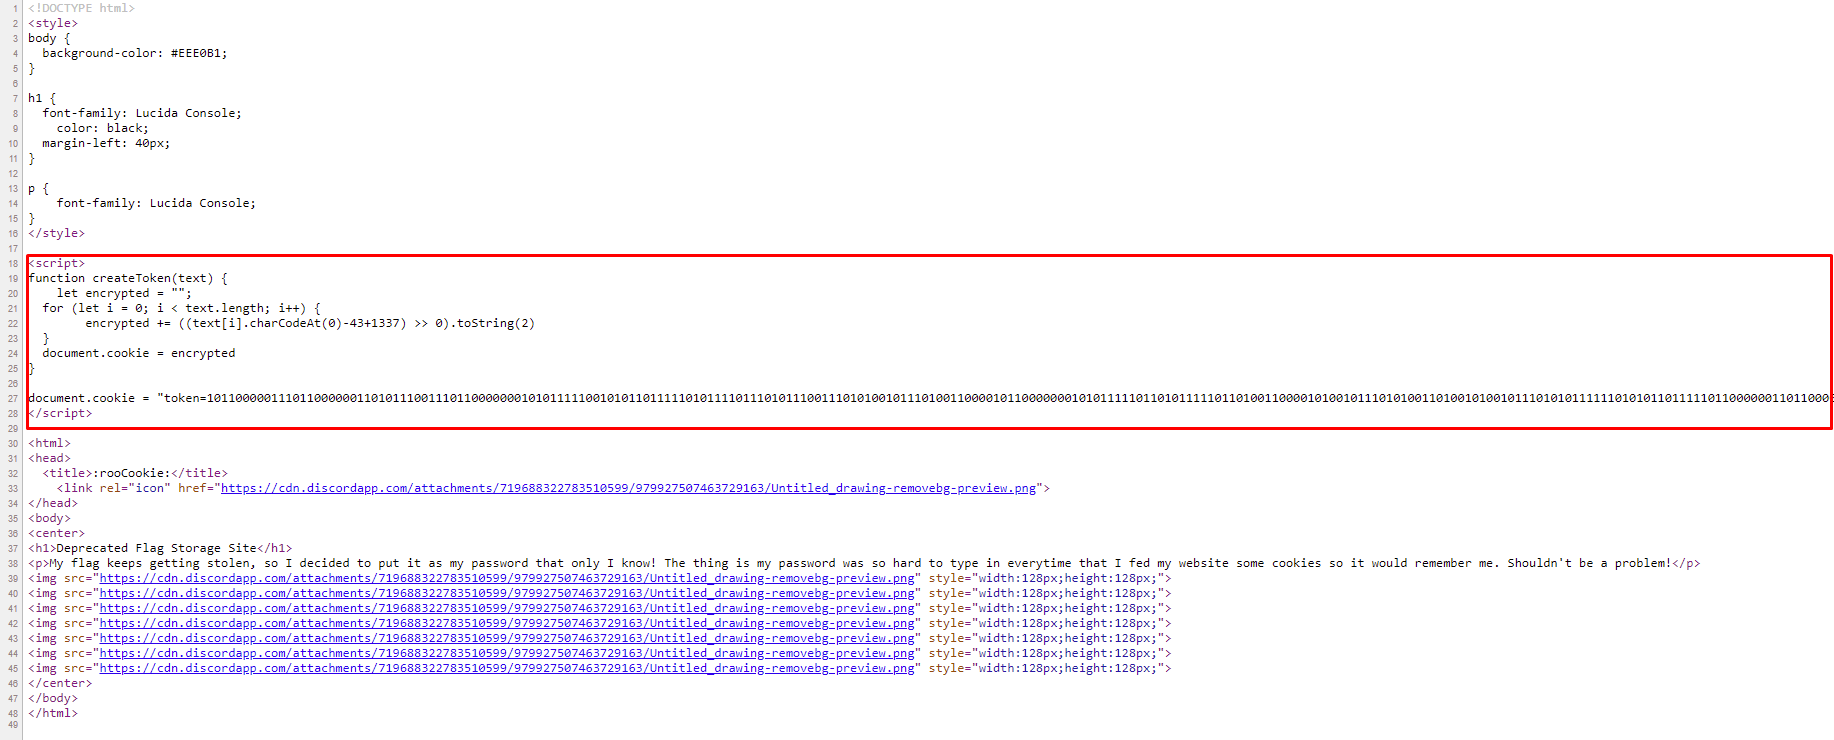 1 <!DOCTYPE html>
2 <style>
3 body {
4 background-color: #EEE0B1;
5 }
6
7 h1 {
8 font-family: Lucida Console;
9 color: black;
10 margin-left: 40px;
11 }
12
13 p {
14 font-family: Lucida Console;
15 }
16 </style>
17
18 <script>
19 function createToken(text) {
20 let encrypted = "";
21 for (let i = 0; i < text.length; i++) {
22 encrypted += ((text[i].charCodeAt(0)-43+1337) >> 0).toString(2)
23 }
24 document.cookie = encrypted
25 }
26
27 document.cookie = "token=10110000011101100000011010111001110110000000101011111001010110111110101111011101011100111010100101110100110000101100000001010111110110101111101101001100001010010111010100110100101001011101010111111010101101111101100000011011000
28 </script>
29
30 <html>
31 <head>
32 <title>:rooCookie:</title>
33 <link rel="icon" href="https://cdn.discordapp.com/attachments/719688322783510599/979927507463729163/Untitled_drawing-removebg-preview.png">
34 </head>
35 <body>
36 <center>
37 <h1>Deprecated Flag Storage Site</h1>
38 <p>My flag keeps getting stolen, so I decided to put it as my password that only I know! The thing is my password was so hard to type in everytime that I fed my website some cookies so it would remember me. Shouldn't be a problem!</p>
39 <img src="https://cdn.discordapp.com/attachments/719688322783510599/979927507463729163/Untitled_drawing-removebg-preview.png" style="width:128px;height:128px;">
40 <img src="https://cdn.discordapp.com/attachments/719688322783510599/979927507463729163/Untitled_drawing-removebg-preview.png" style="width:128px;height:128px;">
41 <img src="https://cdn.discordapp.com/attachments/719688322783510599/979927507463729163/Untitled_drawing-removebg-preview.png" style="width:128px;height:128px;">
42 <img src="https://cdn.discordapp.com/attachments/719688322783510599/979927507463729163/Untitled_drawing-removebg-preview.png" style="width:128px;height:128px;">
43 <img src="https://cdn.discordapp.com/attachments/719688322783510599/979927507463729163/Untitled_drawing-removebg-preview.png" style="width:128px;height:128px;">
44 <img src="https://cdn.discordapp.com/attachments/719688322783510599/979927507463729163/Untitled_drawing-removebg-preview.png" style="width:128px;height:128px;">
45 <img src="https://cdn.discordapp.com/attachments/719688322783510599/979927507463729163/Untitled_drawing-removebg-preview.png" style="width:128px;height:128px;">
46 </center>
47 </body>
48 </html>
49